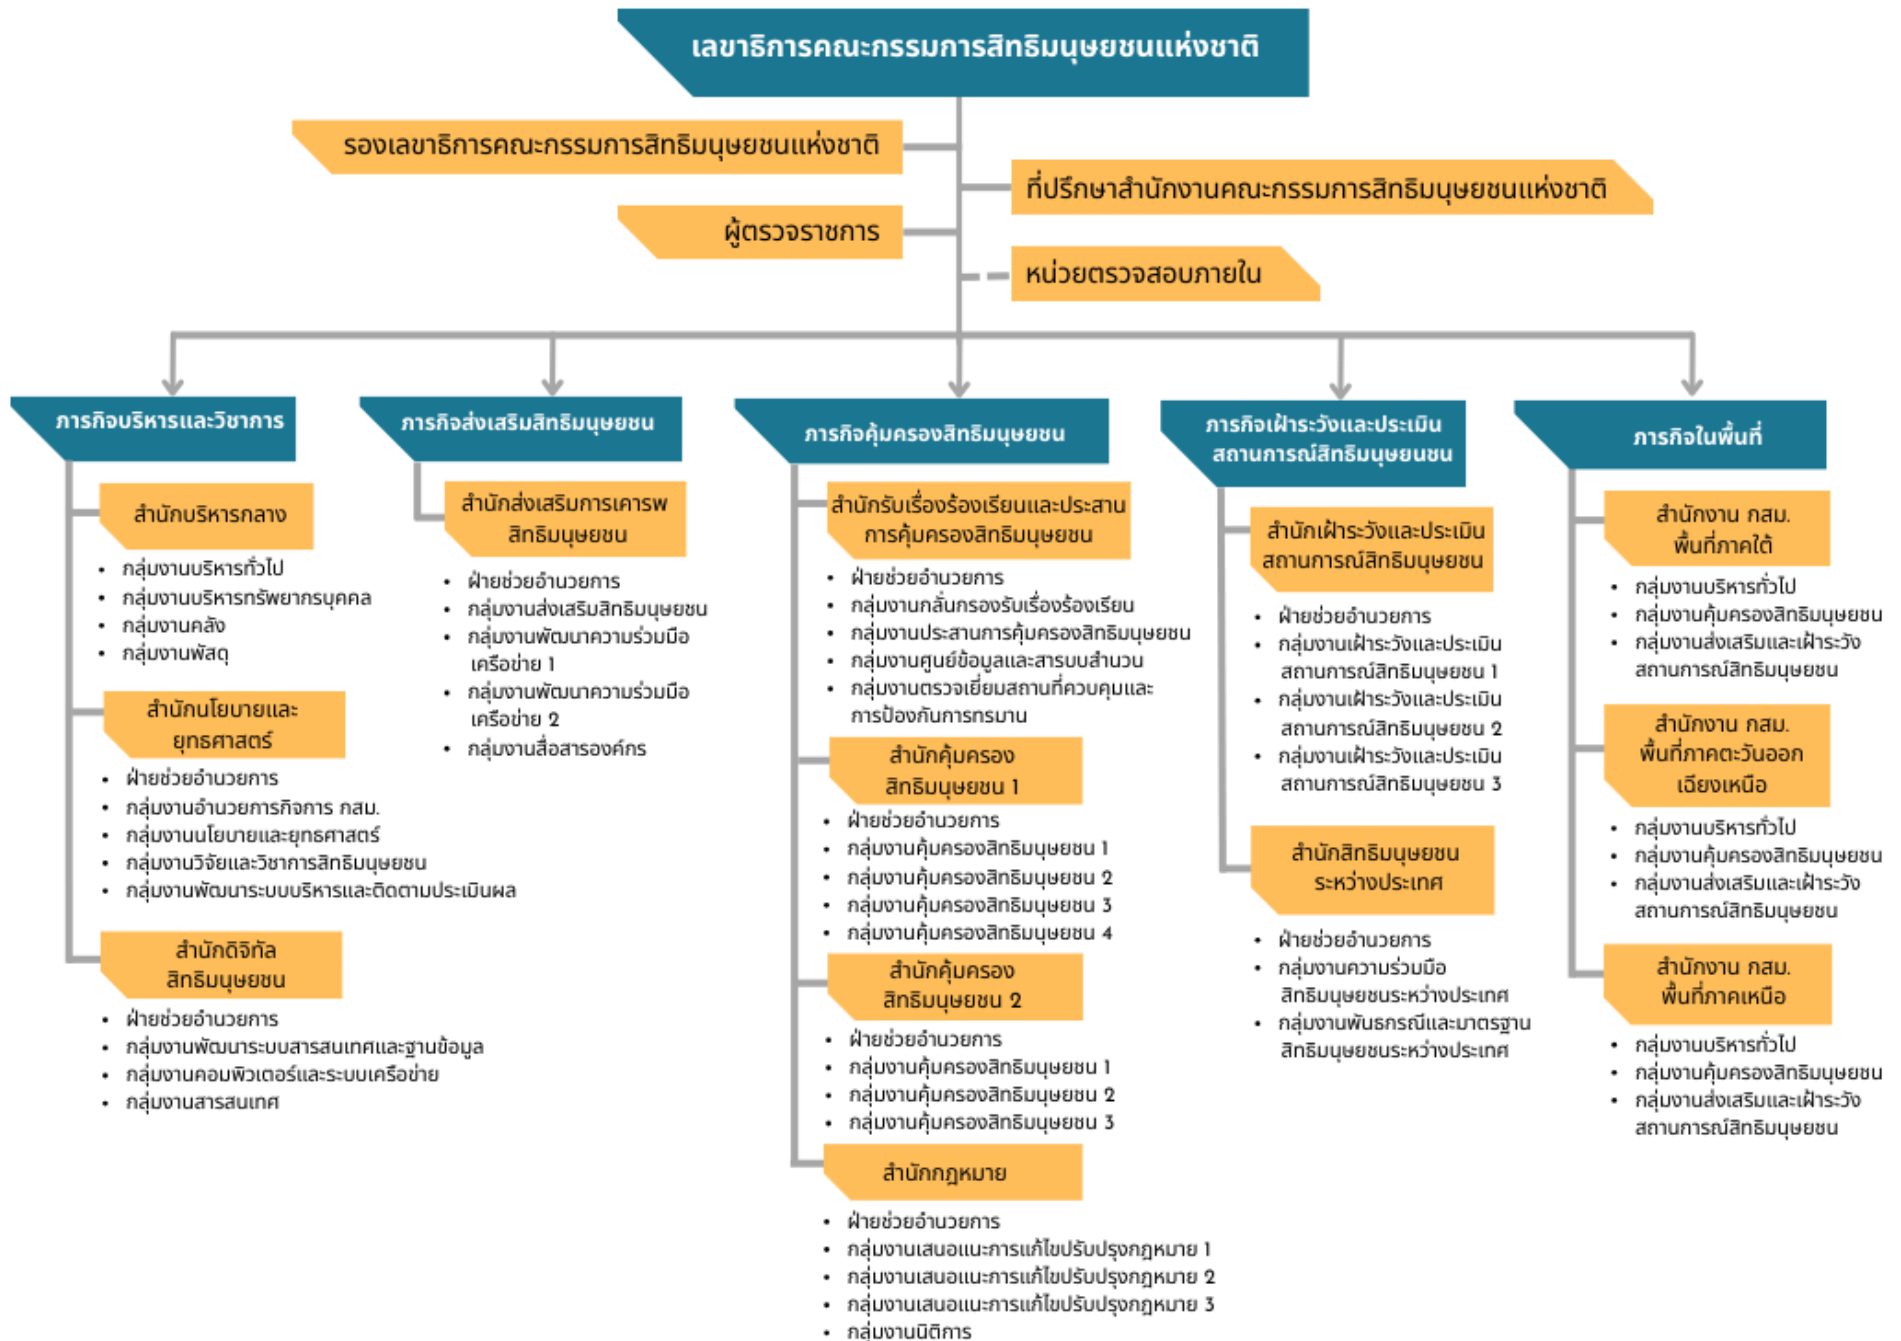 เลขาธิการคณะกรรมการสิทธิมนุษยชนแห่งชาติ
รองเลขาธิการคณะกรรมการสิทธิมนุษยชนแห่งชาติ
ที่ปรึกษาสำนักงานคณะกรรมการสิทธิมนุษยชนแห่งชาติ
ผู้ตรวจราชการ
หน่วยตรวจสอบภายใน
ภารกิจบริหารและวิชาการ
สำนักบริหารกลาง
• กลุ่มงานบริหารทั่วไป
• กลุ่มงานบริหารทรัพยากรบุคคล
• กลุ่มงานคลัง
• กลุ่มงานพัสดุ
สำนักนโยบายและ
ยุทธศาสตร์
• ฝ่ายช่วยอำนวยการ
• กลุ่มงานอำนวยการกิจการ กสม.
• กลุ่มงานนโยบายและยุทธศาสตร์
• กลุ่มงานวิจัยและวิชาการสิทธิมนุษยชน
• กลุ่มงานพัฒนาระบบบริหารและติดตามประเมินผล
สำนักดิจิทัล
สิทธิมนุษยชน
• ฝ่ายช่วยอำนวยการ
• กลุ่มงานพัฒนาระบบสารสนเทศและฐานข้อมูล
• กลุ่มงานคอมพิวเตอร์และระบบเครือข่าย
• กลุ่มงานสารสนเทศ
ภารกิจส่งเสริมสิทธิมนุษยชน
สำนักส่งเสริมการเคารพ
สิทธิมนุษยชน
• ฝ่ายช่วยอำนวยการ
• กลุ่มงานส่งเสริมสิทธิมนุษยชน
• กลุ่มงานพัฒนาความร่วมมือ
เครือข่าย 1
• กลุ่มงานพัฒนาความร่วมมือ
เครือข่าย 2
• กลุ่มงานสื่อสารองค์กร
ภารกิจคุ้มครองสิทธิมนุษยชน
สำนักรับเรื่องร้องเรียนและประสาน
การคุ้มครองสิทธิมนุษยชน
• ฝ่ายช่วยอำนวยการ
• กลุ่มงานกลั่นกรองรับเรื่องร้องเรียน
• กลุ่มงานประสานการคุ้มครองสิทธิมนุษยชน
• กลุ่มงานศูนย์ข้อมูลและสารบบสำนวน
• กลุ่มงานตรวจเยี่ยมสถานที่ควบคุมและ
การป้องกันการทรมาน
สำนักคุ้มครอง
สิทธิมนุษยชน 1
• ฝ่ายช่วยอำนวยการ
• กลุ่มงานคุ้มครองสิทธิมนุษยชน 1
• กลุ่มงานคุ้มครองสิทธิมนุษยชน 2
• กลุ่มงานคุ้มครองสิทธิมนุษยชน 3
• กลุ่มงานคุ้มครองสิทธิมนุษยชน 4
สำนักคุ้มครอง
สิทธิมนุษยชน 2
• ฝ่ายช่วยอำนวยการ
• กลุ่มงานคุ้มครองสิทธิมนุษยชน 1
• กลุ่มงานคุ้มครองสิทธิมนุษยชน 2
• กลุ่มงานคุ้มครองสิทธิมนุษยชน 3
สำนักกฎหมาย
• ฝ่ายช่วยอำนวยการ
• กลุ่มงานเสนอแนะการแก้ไขปรับปรุงกฎหมาย 1
• กลุ่มงานเสนอแนะการแก้ไขปรับปรุงกฎหมาย 2
• กลุ่มงานเสนอแนะการแก้ไขปรับปรุงกฎหมาย 3
• กลุ่มงานนิติการ
ภารกิจเฝ้าระวังและประเมิน
สถานการณ์สิทธิมนุษยนชน
สำนักเฝ้าระวังและประเมิน
สถานการณ์สิทธิมนุษยชน
• ฝ่ายช่วยอำนวยการ
• กลุ่มงานเฝ้าระวังและประเมิน
สถานการณ์สิทธิมนุษยชน 1
• กลุ่มงานเฝ้าระวังและประเมิน
สถานการณ์สิทธิมนุษยชน 2
• กลุ่มงานเฝ้าระวังและประเมิน
สถานการณ์สิทธิมนุษยชน 3
สำนักสิทธิมนุษยชน
ระหว่างประเทศ
• ฝ่ายช่วยอำนวยการ
• กลุ่มงานความร่วมมือ
สิทธิมนุษยชนระหว่างประเทศ
• กลุ่มงานพันธกรณีและมาตรฐาน
สิทธิมนุษยชนระหว่างประเทศ
ภารกิจในพื้นที่
สำนักงาน กสม.
พื้นที่ภาคใต้
• กลุ่มงานบริหารทั่วไป
• กลุ่มงานคุ้มครองสิทธิมนุษยชน
• กลุ่มงานส่งเสริมและเฝ้าระวัง
สถานการณ์สิทธิมนุษยชน
สำนักงาน กสม.
พื้นที่ภาคตะวันออก
เฉียงเหนือ
• กลุ่มงานบริหารทั่วไป
• กลุ่มงานคุ้มครองสิทธิมนุษยชน
• กลุ่มงานส่งเสริมและเฝ้าระวัง
สถานการณ์สิทธิมนุษยชน
สำนักงาน กสม.
พื้นที่ภาคเหนือ
• กลุ่มงานบริหารทั่วไป
• กลุ่มงานคุ้มครองสิทธิมนุษยชน
• กลุ่มงานส่งเสริมและเฝ้าระวัง
สถานการณ์สิทธิมนุษยชน